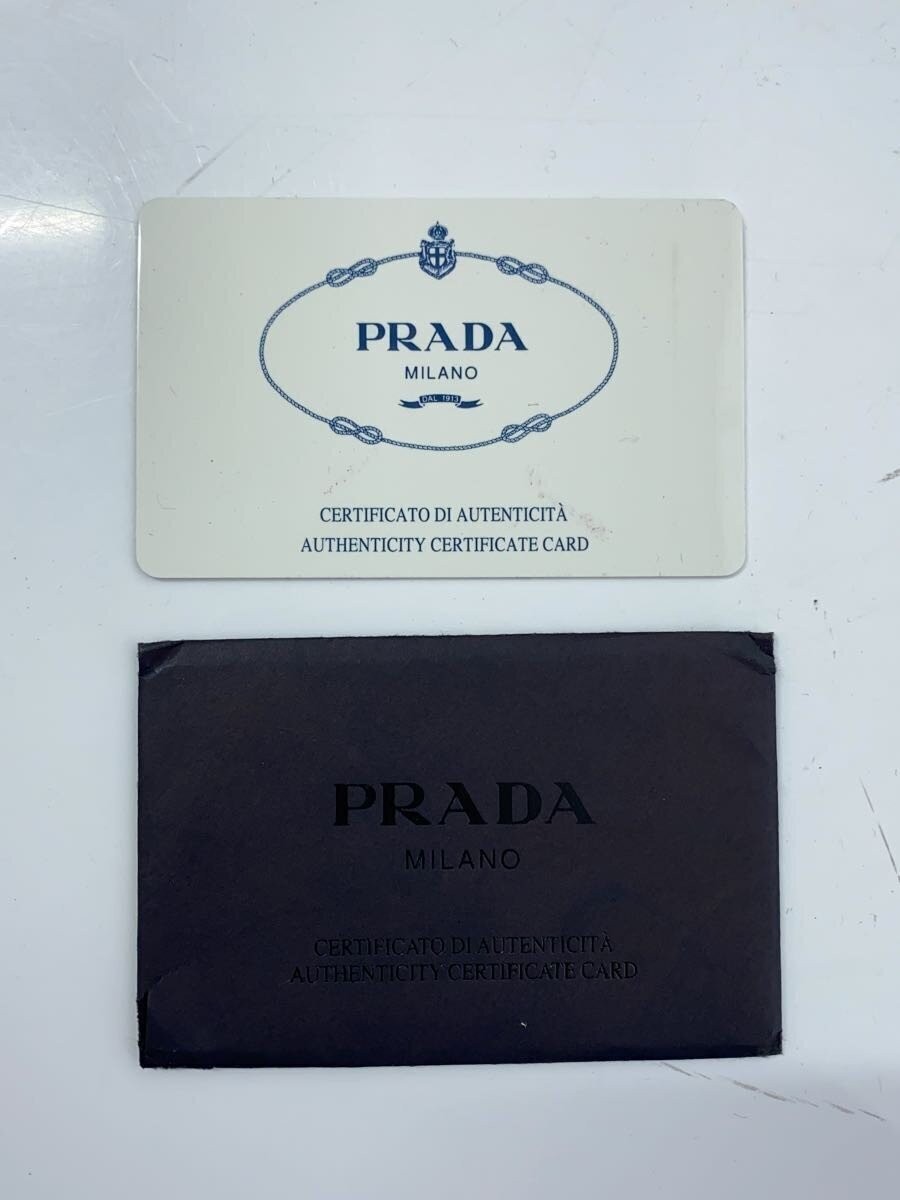 PRADA
MILANO
DAL 1913
CERTIFICATO DI AUTENTICITÀ
AUTHENTICITY CERTIFICATE CARD
PRADA
MILANO
CERTIFICATO DI AUTENTICITÀ
AUTHENTICITY CERTIFICATE CARD